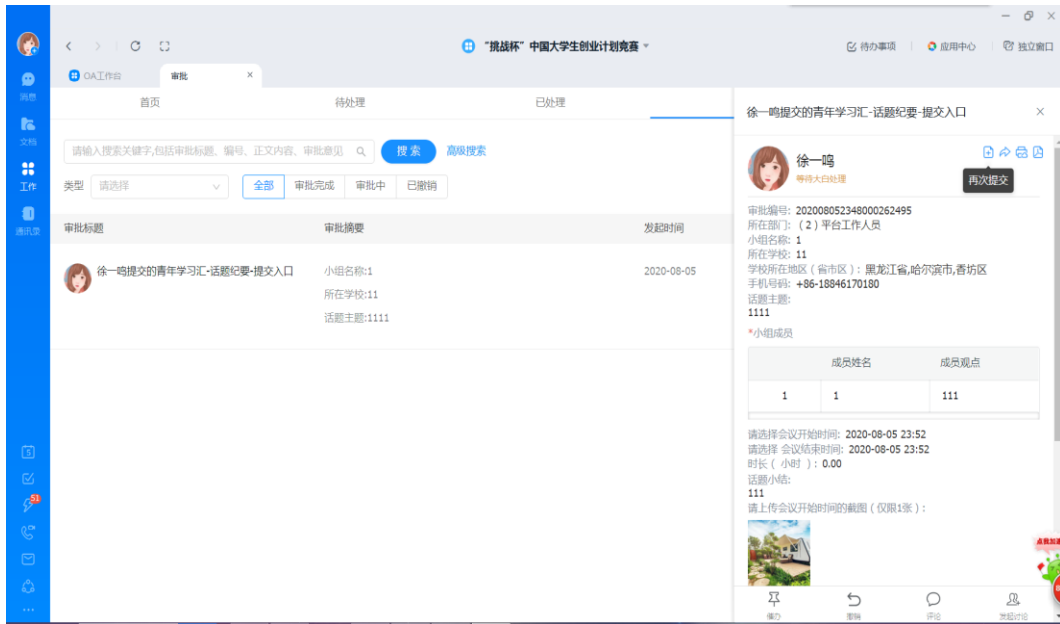 "挑战杯"中国大学生创业计划竞赛
待办事项
应用中心
独立窗口
OA工作台
审批
消息
文档
工作
通讯录
51
5
首页
待处理
已处理
请输入搜索关键字,包括审批标题、编号、正文内容、审批意见
搜 索
高级搜索
类型
请选择
全部
审批完成
审批中
已撤销
审批标题
审批摘要
发起时间
徐一鸣提交的青年学习汇-话题纪要-提交入口
小组名称:1
2020-08-05
所在学校:11
话题主题:1111
徐一鸣提交的青年学习汇-话题纪要-提交入口
徐一鸣
等待大白处理
再次提交
审批编号: 202008052348000262495
所在部门: (2)平台工作人员
小组名称: 1
所在学校: 11
学校所在地区(省市区): 黑龙江省,哈尔滨市,香坊区
手机号码: +86-18846170180
话题主题:
1111
*小组成员
成员姓名
成员观点
1
1
111
请选择会议开始时间: 2020-08-05 23:52
请选择 会议结束时间: 2020-08-05 23:52
时长(小时): 0.00
话题小结:
111
请上传会议开始时间的截图(仅限1张):
催办
撤销
评论
发起讨论